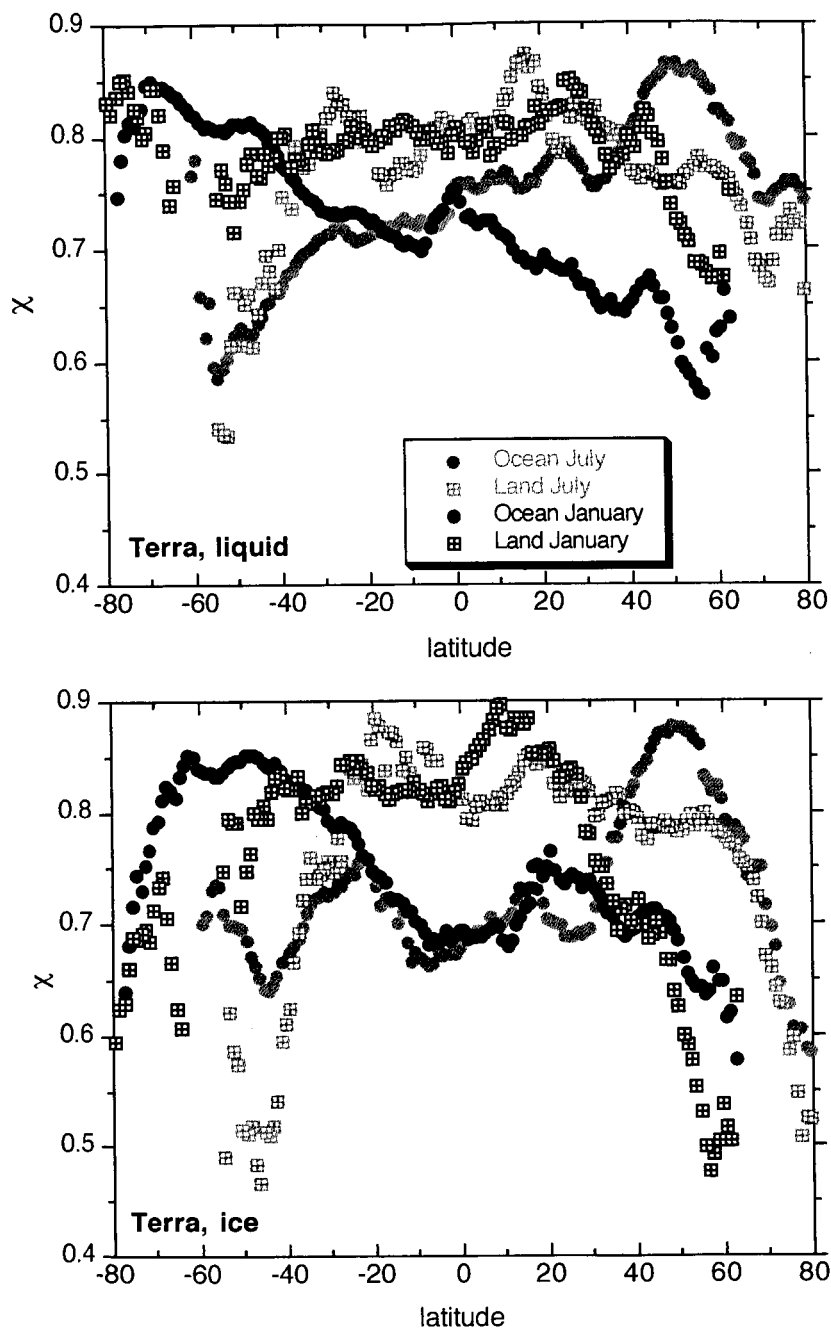 0.9
0.8
0.7
χ
0.6
0.5
0.4
Ocean July
Land July
Ocean January
Land January
Terra, liquid
-80 -60 -40 -20 0 20 40 60 80
latitude
0.9
0.8
0.7
χ
0.6
0.5
0.4
Terra, ice
-80 -60 -40 -20 0 20 40 60 80
latitude